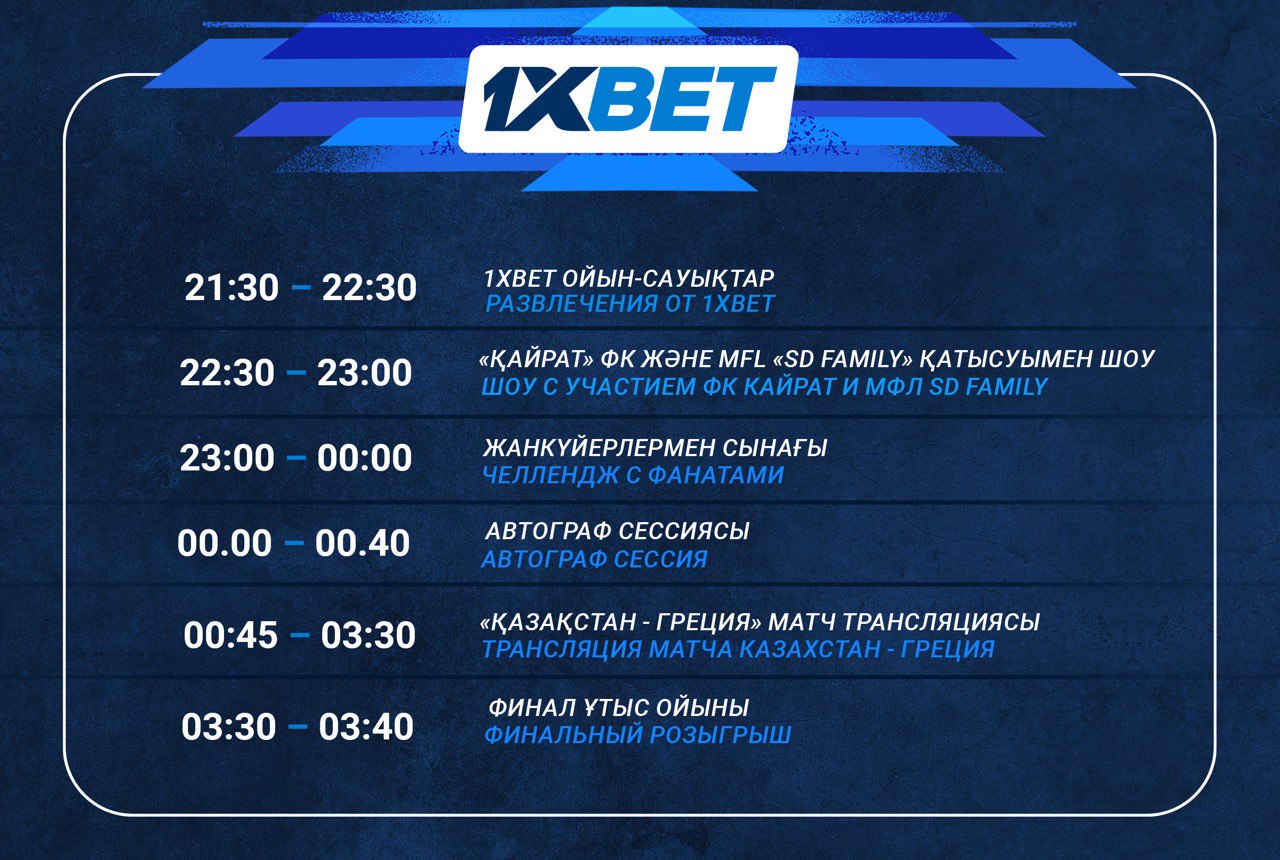 1XBET
21:30 – 22:30
1XBET ОЙЫН-САУЫҚТАР
РАЗВЛЕЧЕНИЯ ОТ 1XBET
22:30 – 23:00
«ҚАЙРАТ» ФК ЖӘНЕ MFL «SD FAMILY» ҚАТЫСУЫМЕН ШОУ
ШОУ С УЧАСТИЕМ ФК КАЙРАТ И МФЛ SD FAMILY
23:00 – 00:00
ЖАНКҮЙЕРЛЕРМЕН СЫНАҒЫ
ЧЕЛЛЕНДЖ С ФАНАТАМИ
00.00 – 00.40
АВТОГРАФ СЕССИЯСЫ
АВТОГРАФ СЕССИЯ
00:45 – 03:30
«ҚАЗАҚСТАН - ГРЕЦИЯ» МАТЧ ТРАНСЛЯЦИЯСЫ
ТРАНСЛЯЦИЯ МАТЧА КАЗАХСТАН - ГРЕЦИЯ
03:30 – 03:40
ФИНАЛ ҰТЫС ОЙЫНЫ
ФИНАЛЬНЫЙ РОЗЫГРЫШ